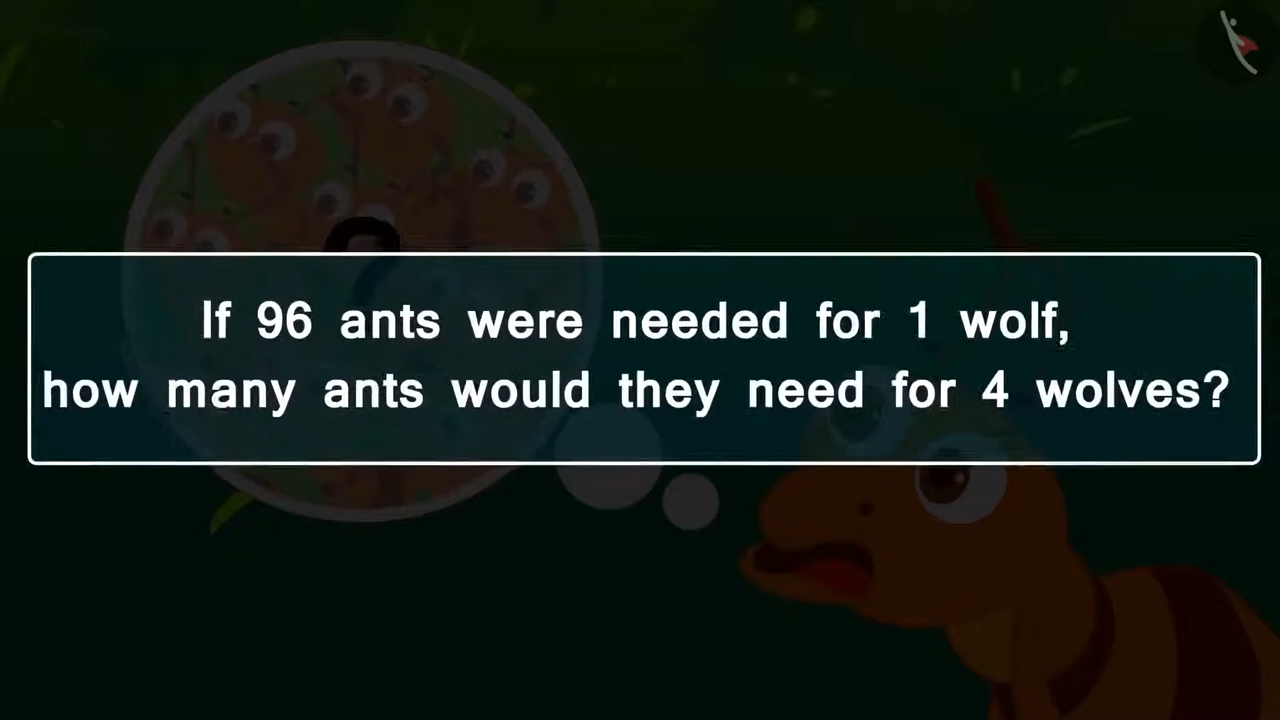 If 96 ants were needed for 1 wolf,
how many ants would they need for 4 wolves?